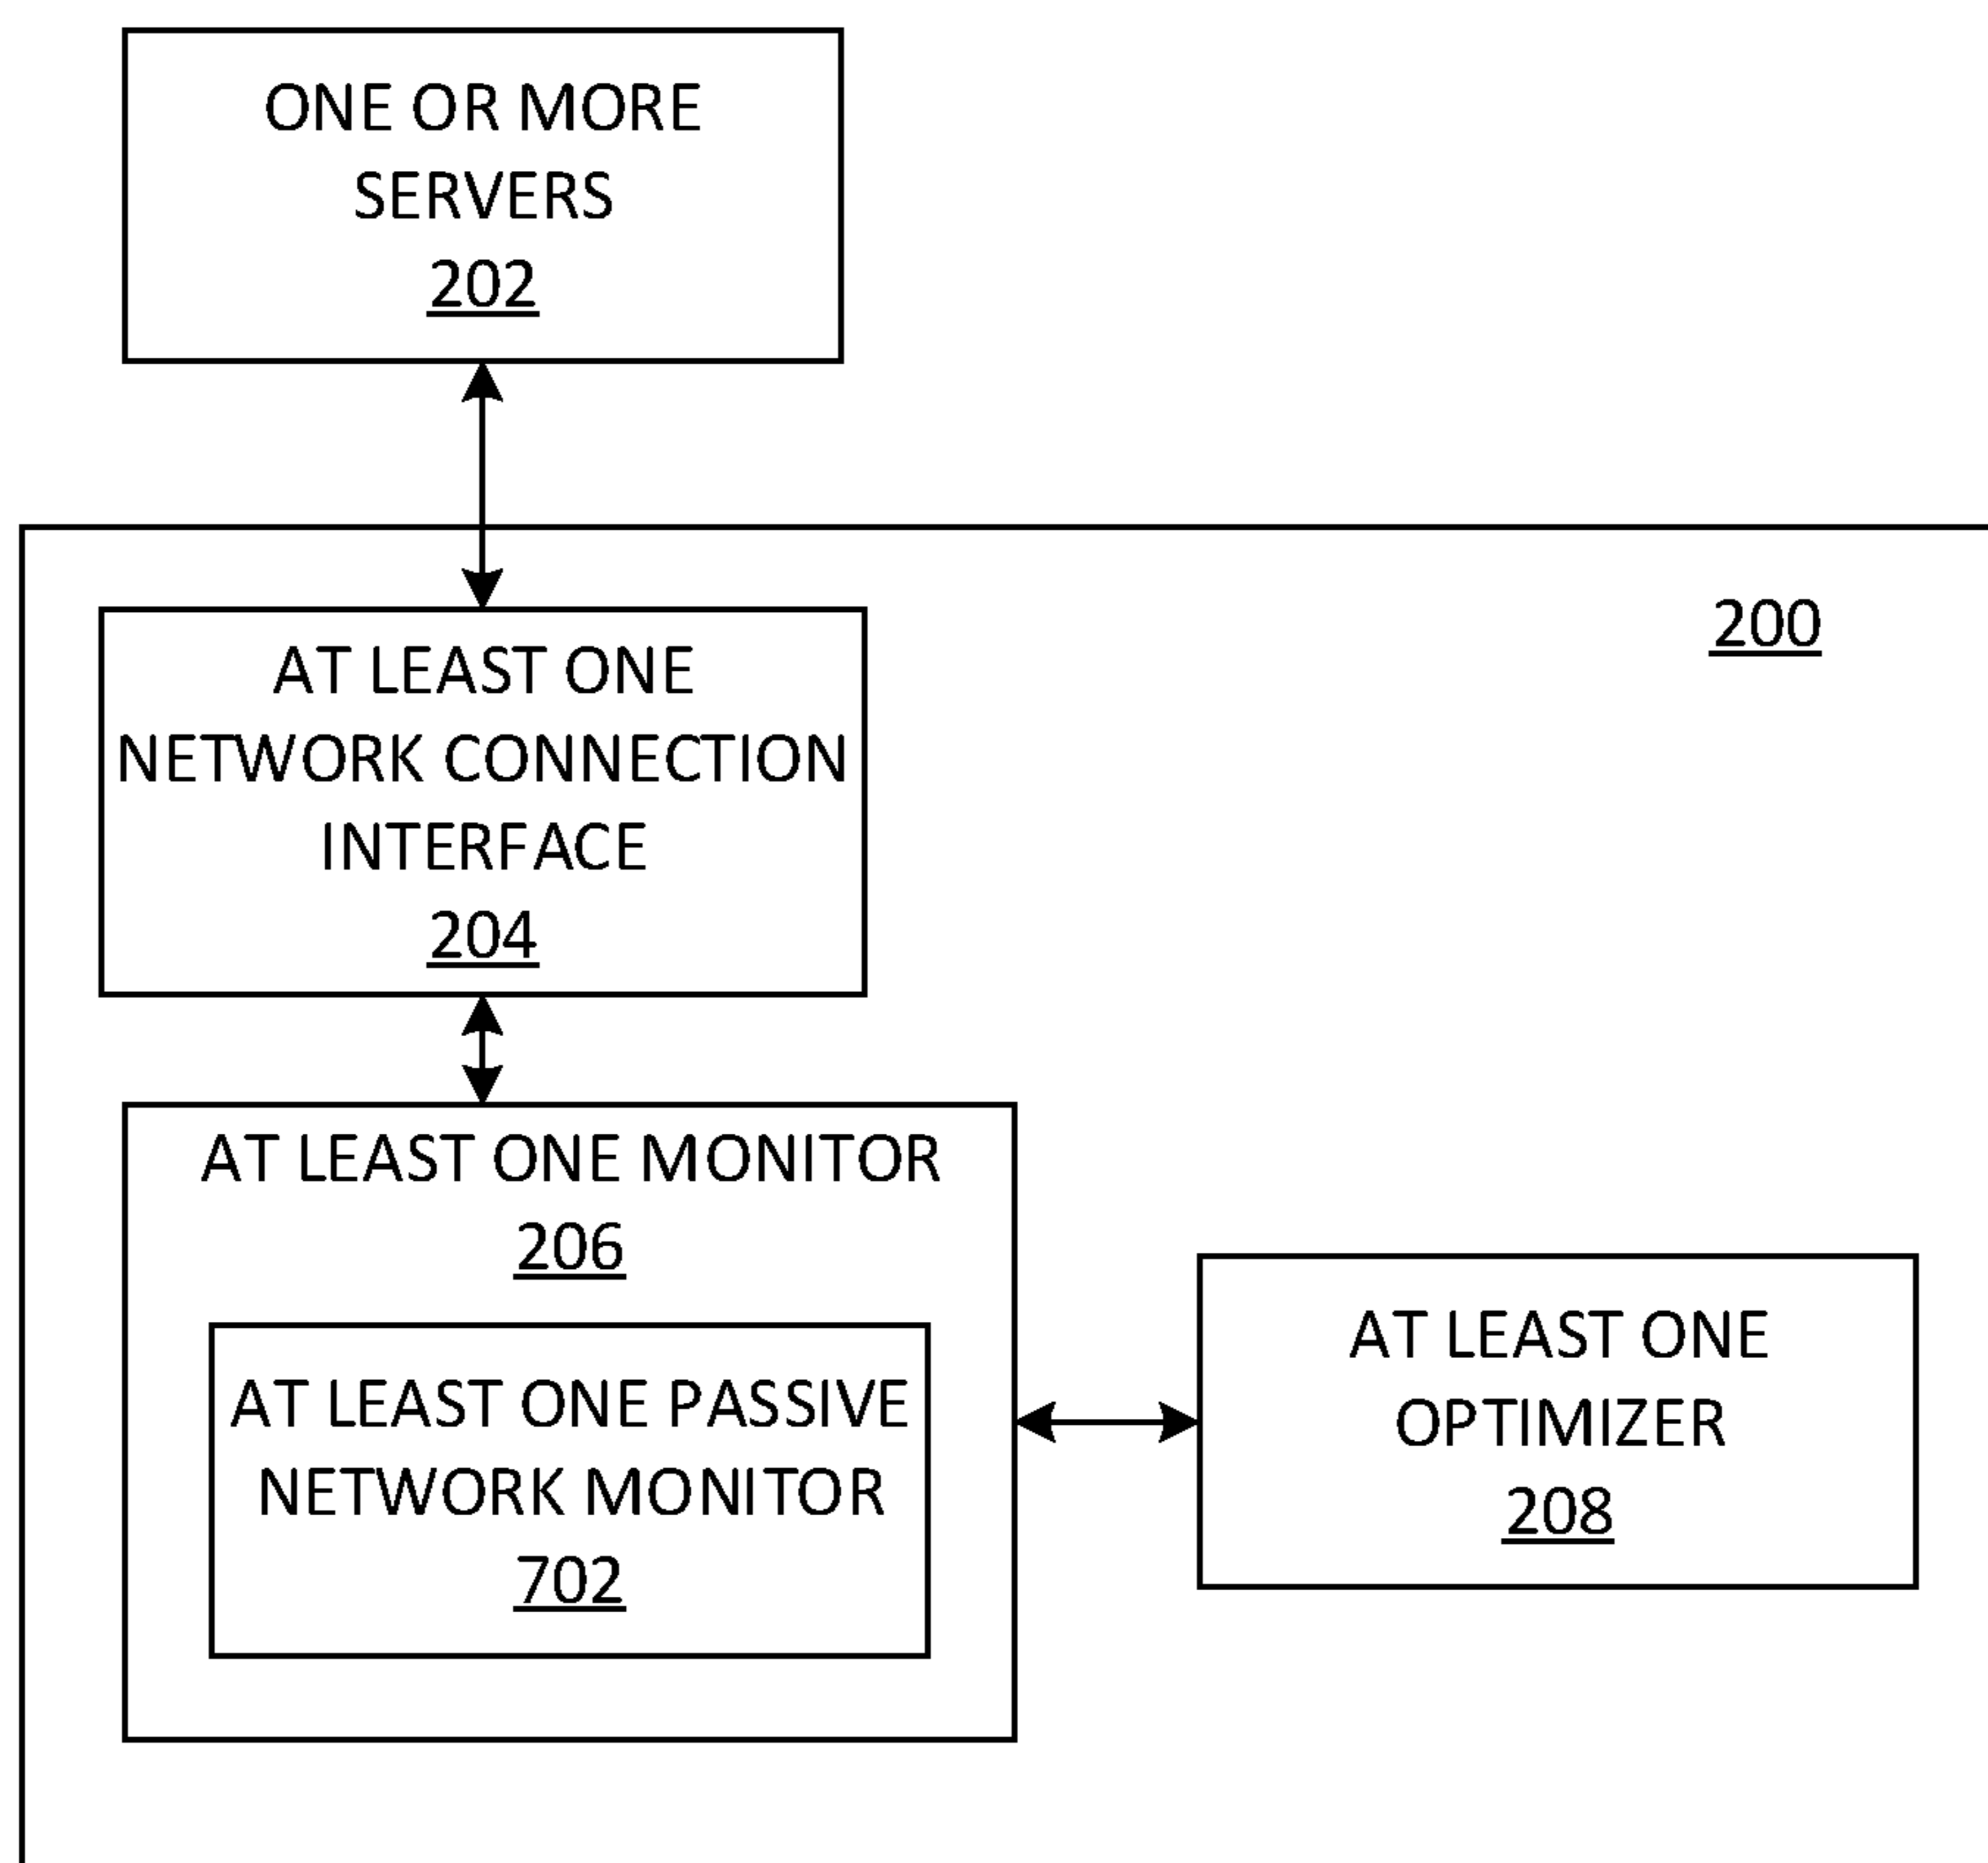 ONE OR MORE
SERVERS
202
200
AT LEAST ONE
NETWORK CONNECTION
INTERFACE
204
AT LEAST ONE MONITOR
206
AT LEAST ONE PASSIVE
NETWORK MONITOR
702
AT LEAST ONE
OPTIMIZER
208